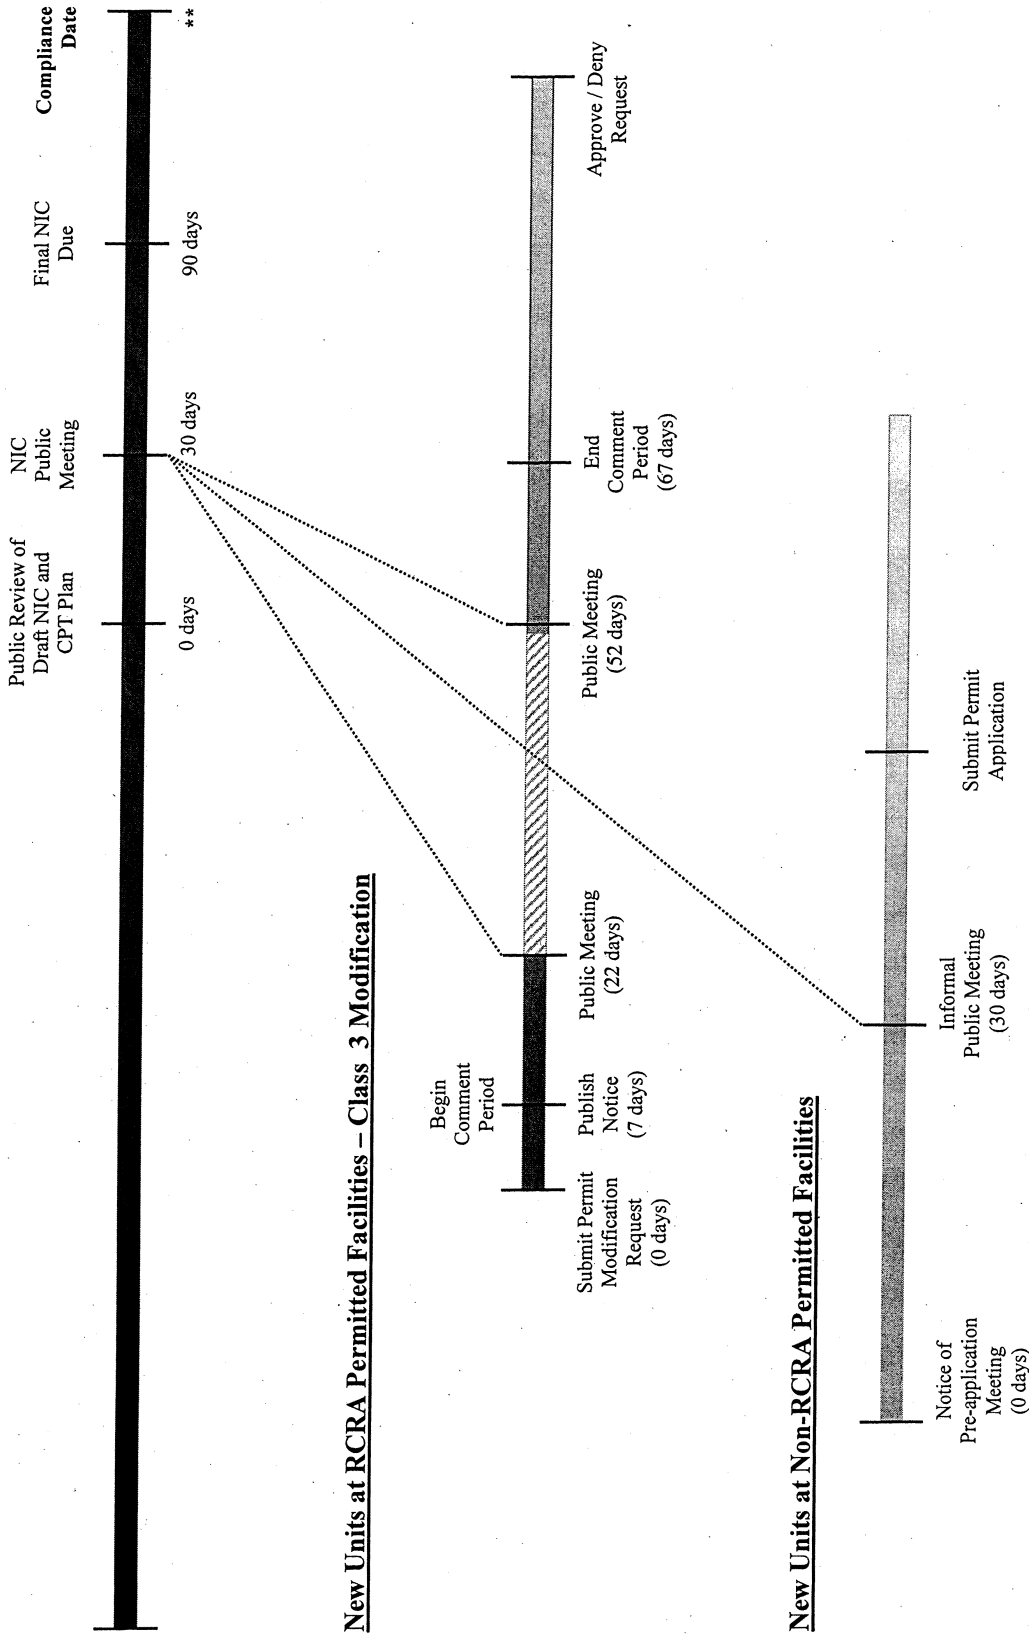 Public Review of
Draft NIC and
CPT Plan
NIC
Public
Meeting
Final NIC
Due
Compliance
Date
0 days
30 days
90 days
**
New Units at RCRA Permitted Facilities – Class 3 Modification
Begin
Comment
Period
Submit Permit
Modification
Request
(0 days)
Publish
Notice
(7 days)
Public Meeting
(22 days)
Public Meeting
(52 days)
End
Comment
Period
(67 days)
Approve / Deny
Request
New Units at Non-RCRA Permitted Facilities
Notice of
Pre-application
Meeting
(0 days)
Informal
Public Meeting
(30 days)
Submit Permit
Application